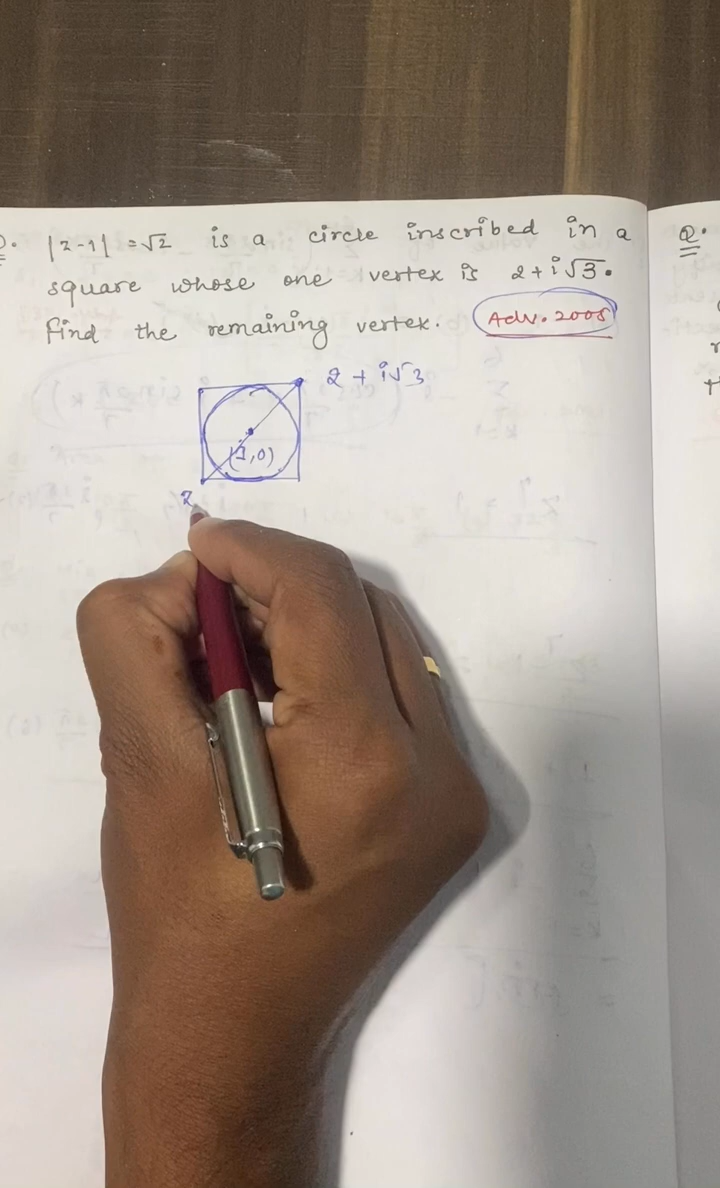 Q. |z-1| = √2 is a circle inscribed in a
square whose one vertex is 2+i√3.
Find the remaining vertex. Adv. 2005
2 + i√3
(1,0)
z
Q.